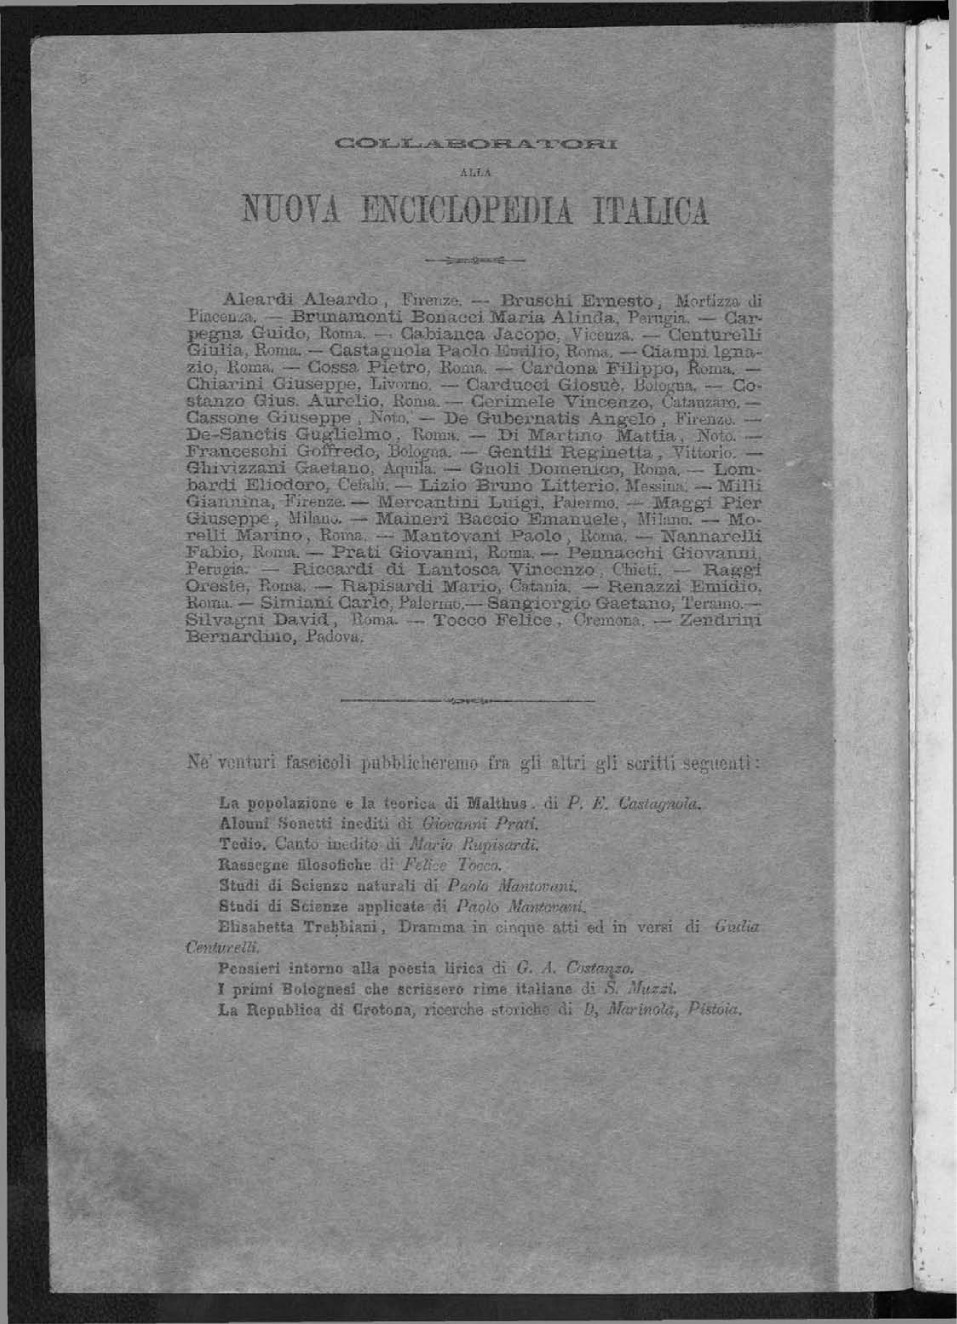 COLLABORATORI
ALLA
NUOVA ENCICLOPEDIA ITALICA
Aleardi Aleardo, Firenze. — Bruschi Ernesto, Mortizza di
Piacenza. — Brunamonti Bonacci Maria Alinda, Perugia. — Car-
pegna Guido, Roma. — Cabianca Jacopo, Vicenza. — Centurelli
Giulia, Roma. — Castagnola Paolo Emilio, Roma. — Ciampi Igna-
zio, Roma. — Cossa Pietro, Roma. — Cardona Filippo, Roma. —
Chiarini Giuseppe, Livorno. — Carducci Giosuè, Bologna. — Co-
stanzo Gius. Aurelio, Roma. — Cerimele Vincenzo, Catanzaro. —
Cassone Giuseppe, Noto. — De Gubernatis Angelo, Firenze. —
De-Sanctis Guglielmo, Roma. — Di Martino Mattia, Noto. —
Franceschi Goffredo, Bologna. — Gentili Reginetta, Vittorio. —
Ghivizzani Gaetano, Aquila. — Gnoli Domenico, Roma. — Lom-
bardi Eliodoro, Cefalù. — Lizio Bruno Litterio, Messina. — Milli
Giannina, Firenze. — Mercantini Luigi, Palermo. — Maggi Pier
Giuseppe, Milano. — Maineri Baccio Emanuele, Milano. — Mo-
relli Marino, Roma. — Mantovani Paolo, Roma. — Nannarelli
Fabio, Roma. — Prati Giovanni, Roma. — Pennacchi Giovanni,
Perugia. — Riccardi di Lantosca Vincenzo, Chieti. — Raggi
Oreste, Roma. — Rapisardi Mario, Catania. — Renazzi Emidio,
Roma. — Simiani Carlo, Palermo. — Sangiorgio Gaetano, Teramo. —
Silvagni David, Roma. — Tocco Felice, Cremona. — Zendrini
Bernardino, Padova.
Ne' venturi fascicoli pubblicheremo fra gli altri gli scritti seguenti:
La popolazione e la teorica di Malthus, di P. E. Castagnola.
Alcuni Sonetti inediti di Giovanni Prati.
Tedio. Canto inedito di Mario Rapisardi.
Rassegne filosofiche di Felice Tocco.
Studi di Scienze naturali di Paolo Mantovani.
Studi di Scienze applicate di Paolo Mantovani.
Elisabetta Trebbiani, Dramma in cinque atti ed in versi di Giulia
Centurelli.
Pensieri intorno alla poesia lirica di G. A. Costanzo.
I primi Bolognesi che scrissero rime italiane di S. Muzzi.
La Republica di Crotona, ricerche storiche di D, Marinola, Pistoia.